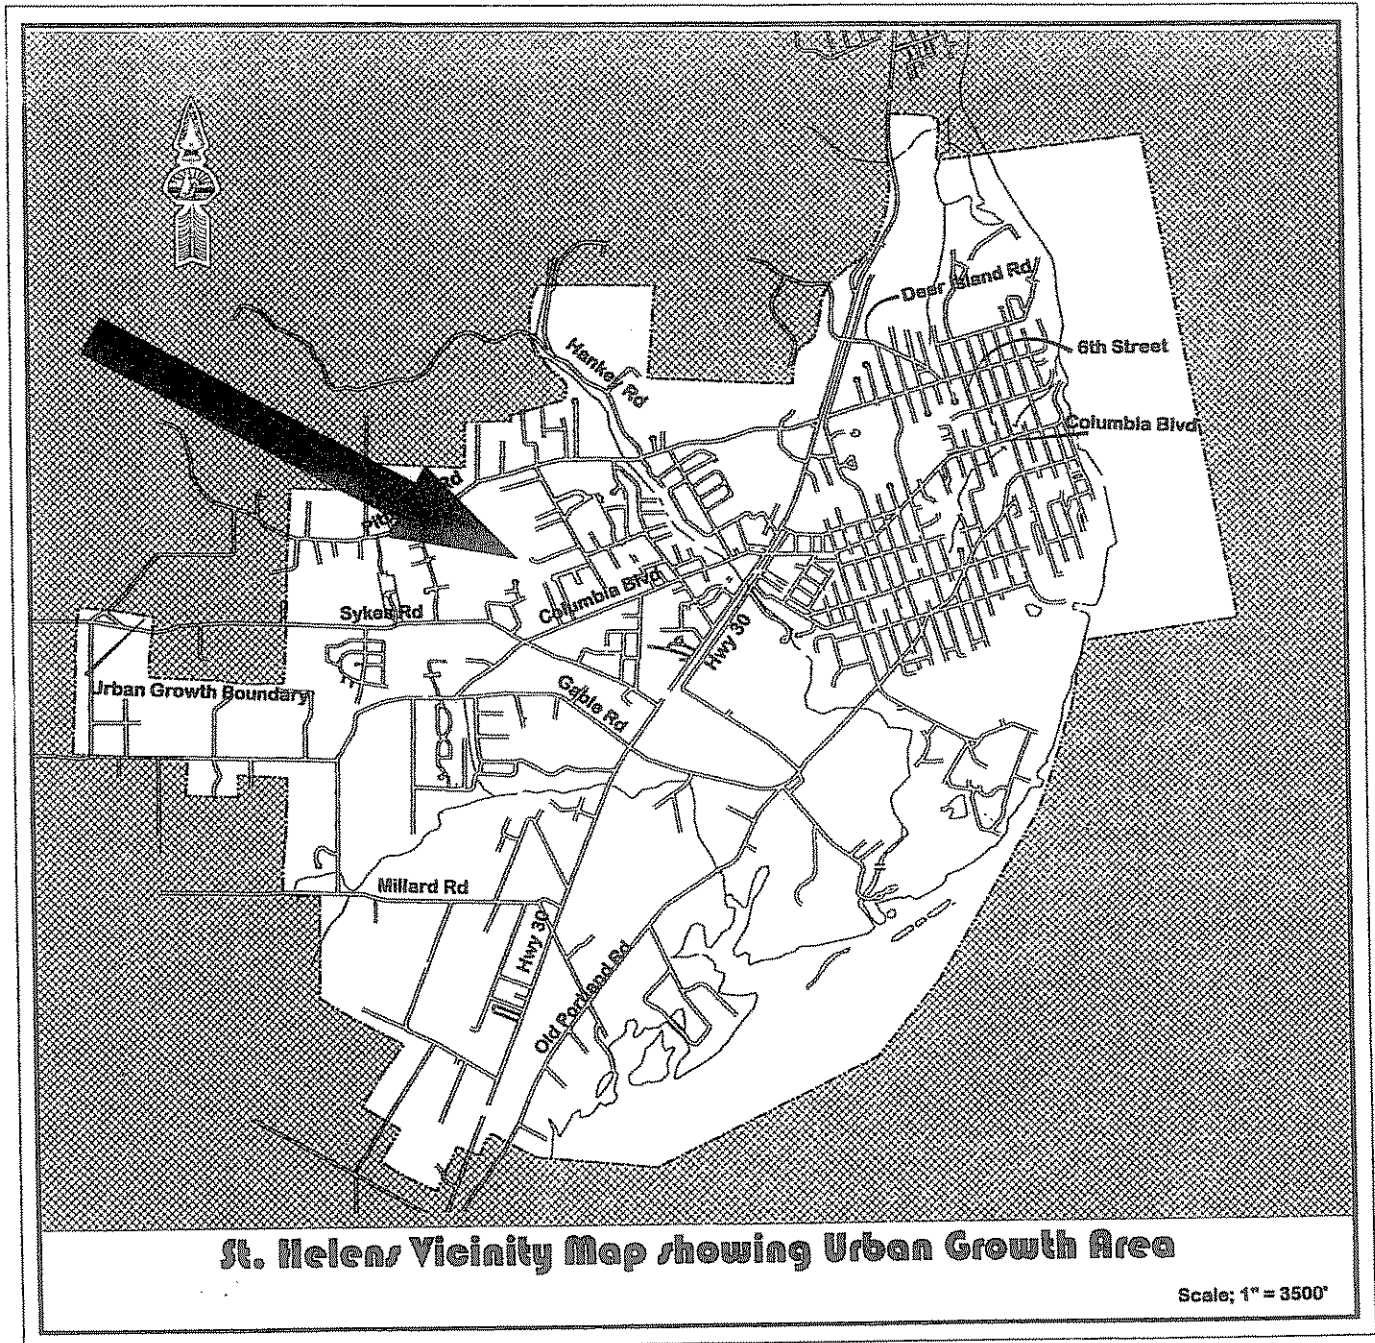 Deer Island Rd
6th Street
Hankey Rd
Columbia Blvd
Rd
Columbia Blvd
Sykes Rd
Hwy 30
Urban Growth Boundary
Gable Rd
Millard Rd
Hwy 30
Old Portland Rd
St. Helens Vicinity Map showing Urban Growth Area
Scale; 1" = 3500'